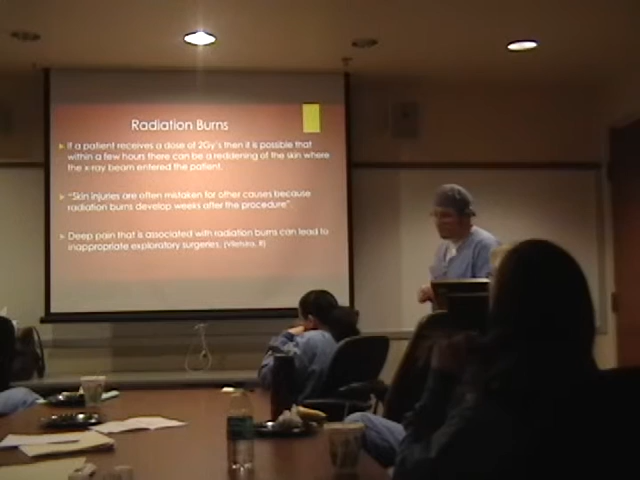 Radiation Burns
If a patient receives a dose of 2Gy's then it is possible that
within a few hours there can be a reddening of the skin where
the x-ray beam entered the patient.
"Skin injuries are often mistaken for other causes because
radiation burns develop weeks after the procedure".
Deep pain that is associated with radiation burns can lead to
inappropriate exploratory surgeries.